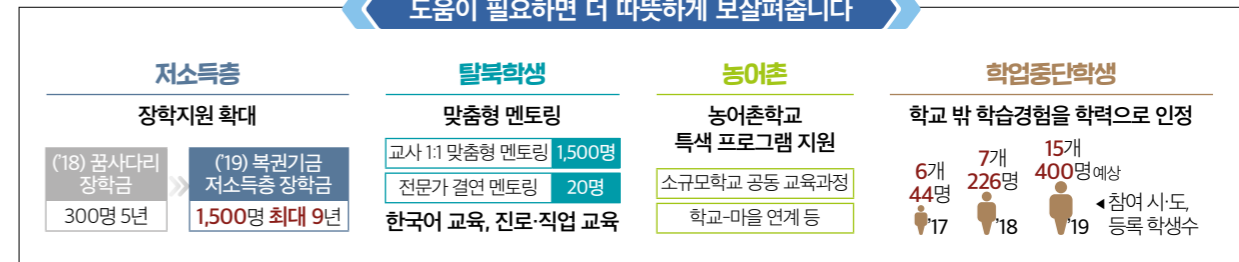 도움이 필요하면 더 따뜻하게 보살펴줍니다
저소득층
장학지원 확대
('18) 꿈사다리
장학금
300명 5년
('19) 복권기금
저소득층 장학금
1,500명 최대 9년
탈북학생
맞춤형 멘토링
교사 1:1 맞춤형 멘토링 1,500명
전문가 결연 멘토링 20명
한국어 교육, 진로·직업 교육
농어촌
농어촌학교
특색 프로그램 지원
소규모학교 공동 교육과정
학교-마을 연계 등
학업중단학생
학교 밖 학습경험을 학력으로 인정
6개
44명
'17
7개
226명
'18
15개
400명예상
'19
◀참여 시·도,
등록 학생수